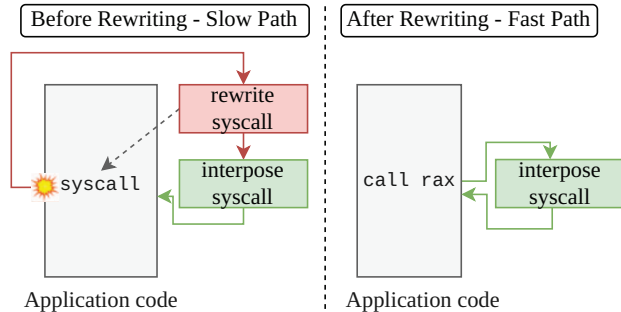 Before Rewriting - Slow Path
rewrite
syscall
syscall
interpose
syscall
Application code
After Rewriting - Fast Path
call rax
interpose
syscall
Application code